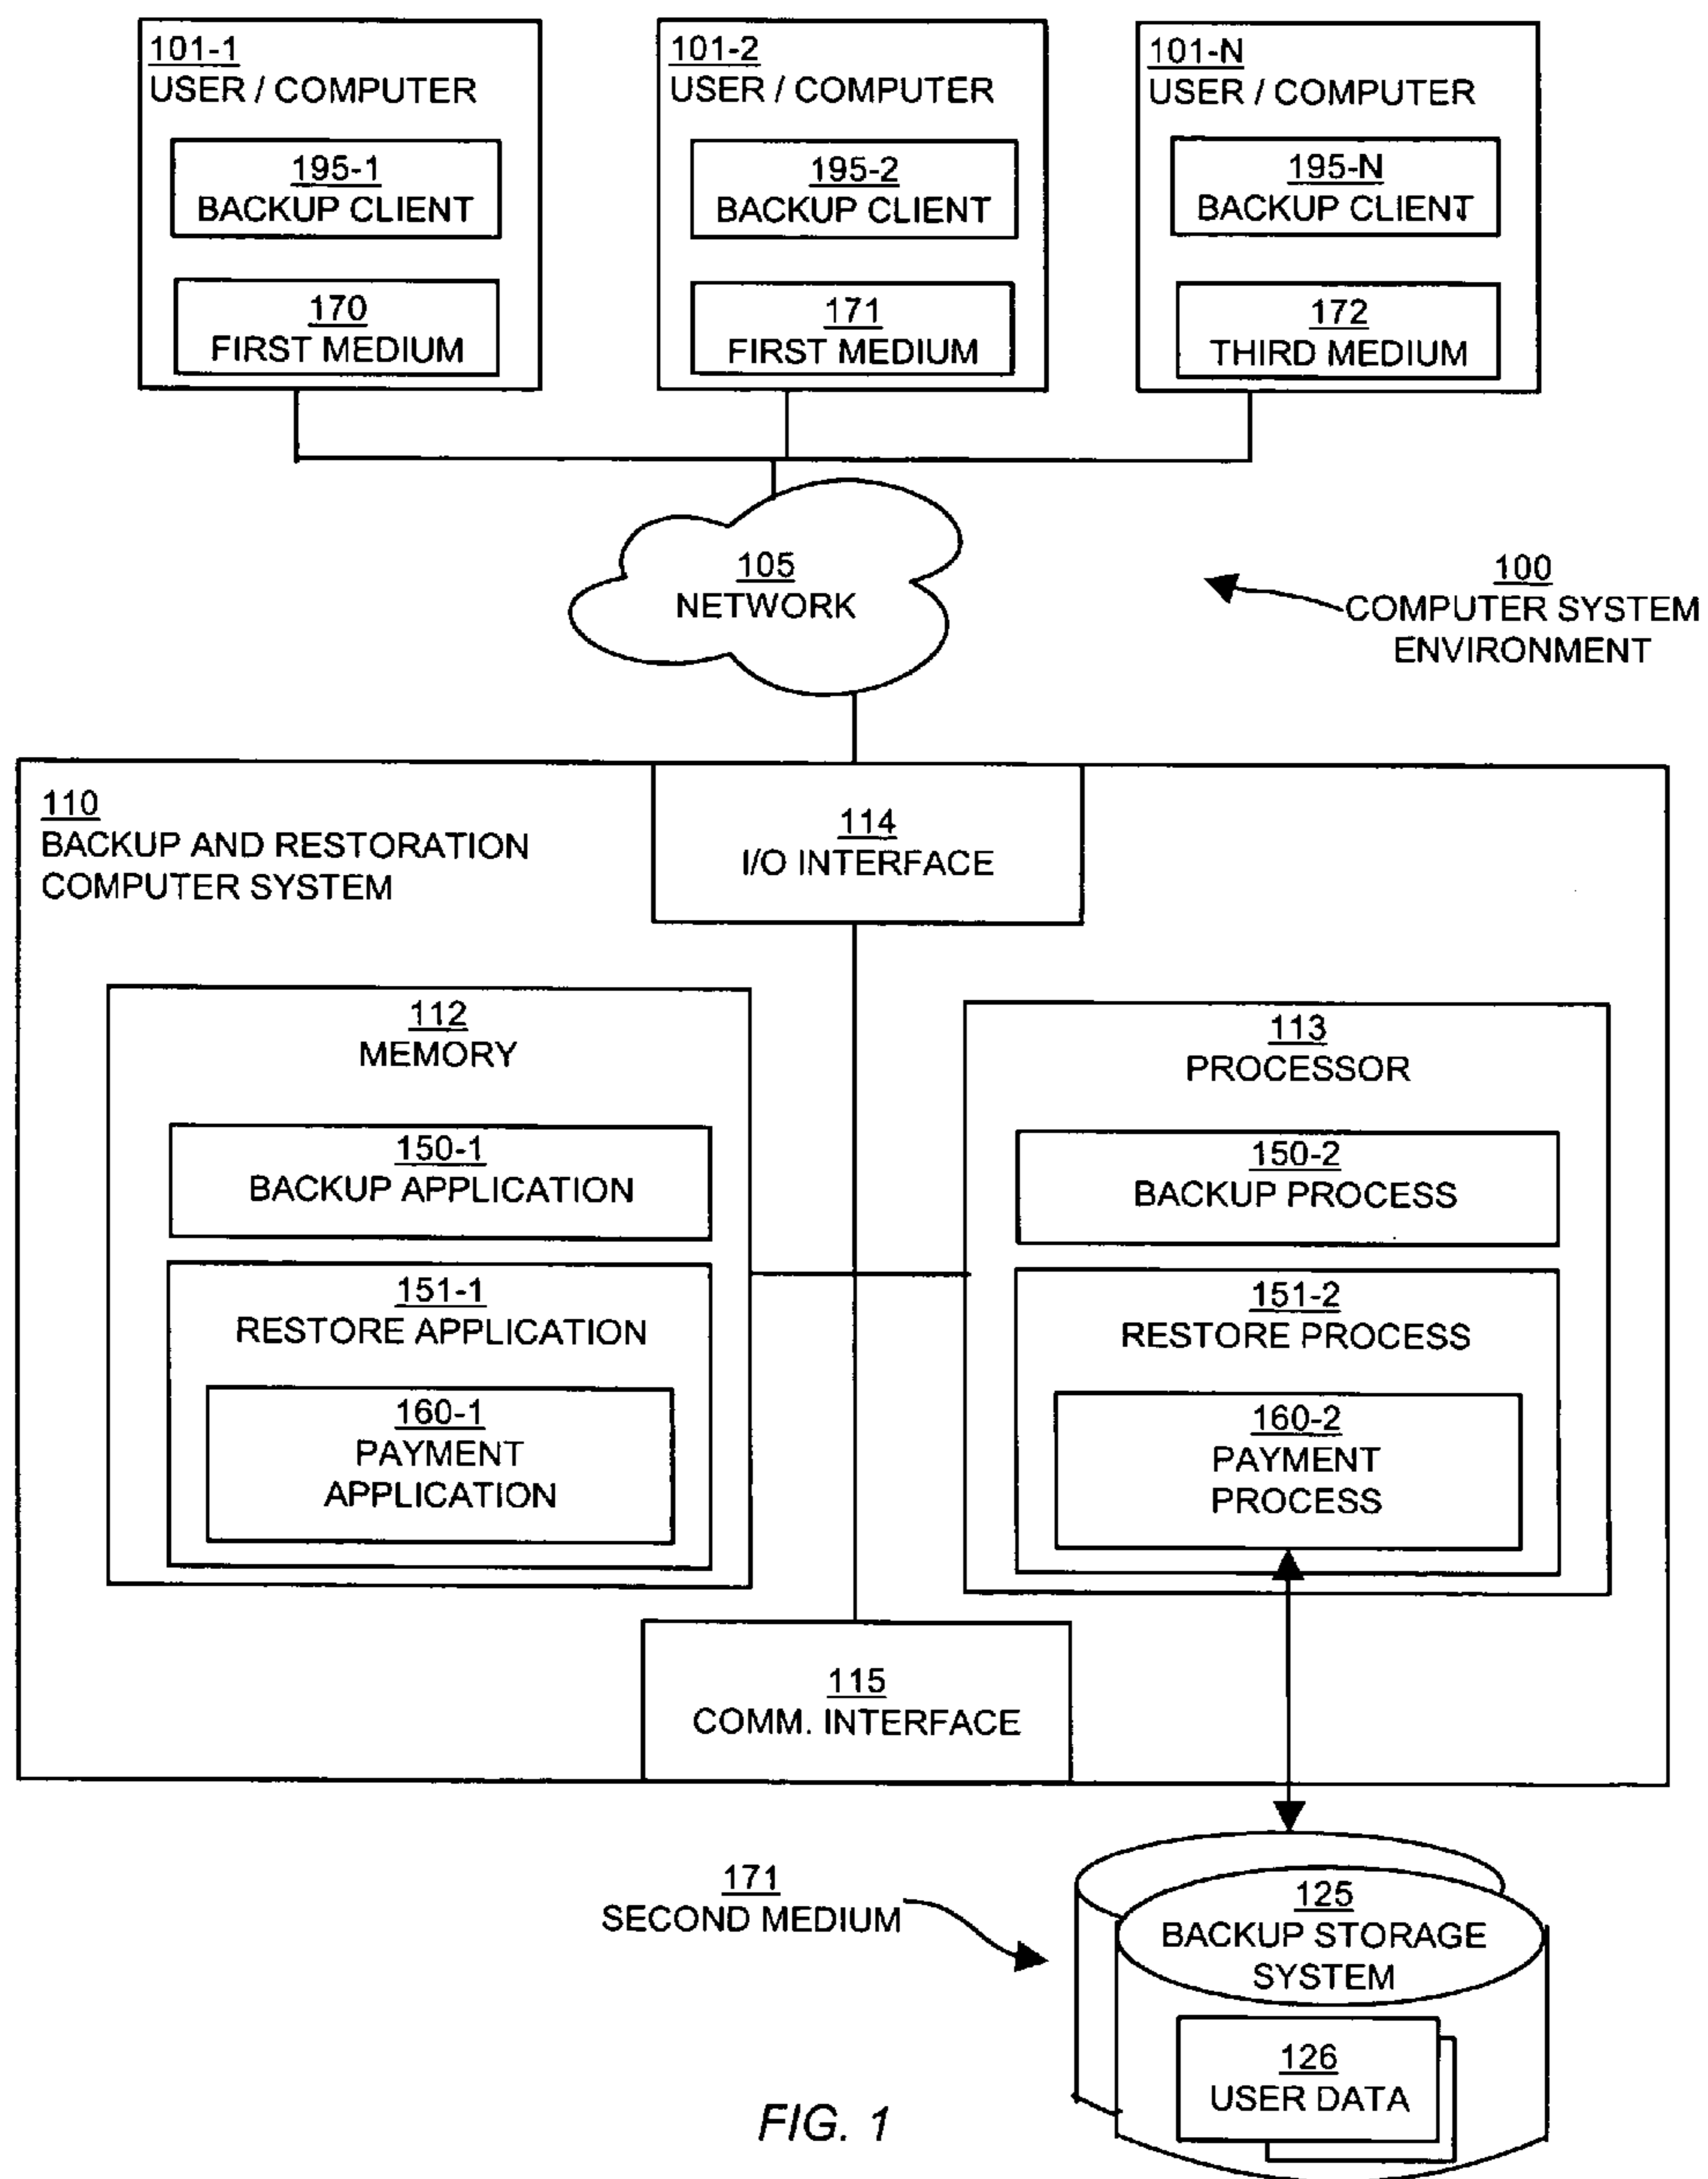 101-1
USER / COMPUTER
195-1
BACKUP CLIENT
170
FIRST MEDIUM
101-2
USER / COMPUTER
195-2
BACKUP CLIENT
171
FIRST MEDIUM
101-N
USER / COMPUTER
195-N
BACKUP CLIENT
172
THIRD MEDIUM
105
NETWORK
100
COMPUTER SYSTEM
ENVIRONMENT
110
BACKUP AND RESTORATION
COMPUTER SYSTEM
114
I/O INTERFACE
112
MEMORY
150-1
BACKUP APPLICATION
151-1
RESTORE APPLICATION
160-1
PAYMENT
APPLICATION
113
PROCESSOR
150-2
BACKUP PROCESS
151-2
RESTORE PROCESS
160-2
PAYMENT
PROCESS
115
COMM. INTERFACE
171
SECOND MEDIUM
125
BACKUP STORAGE
SYSTEM
126
USER DATA
FIG. 1